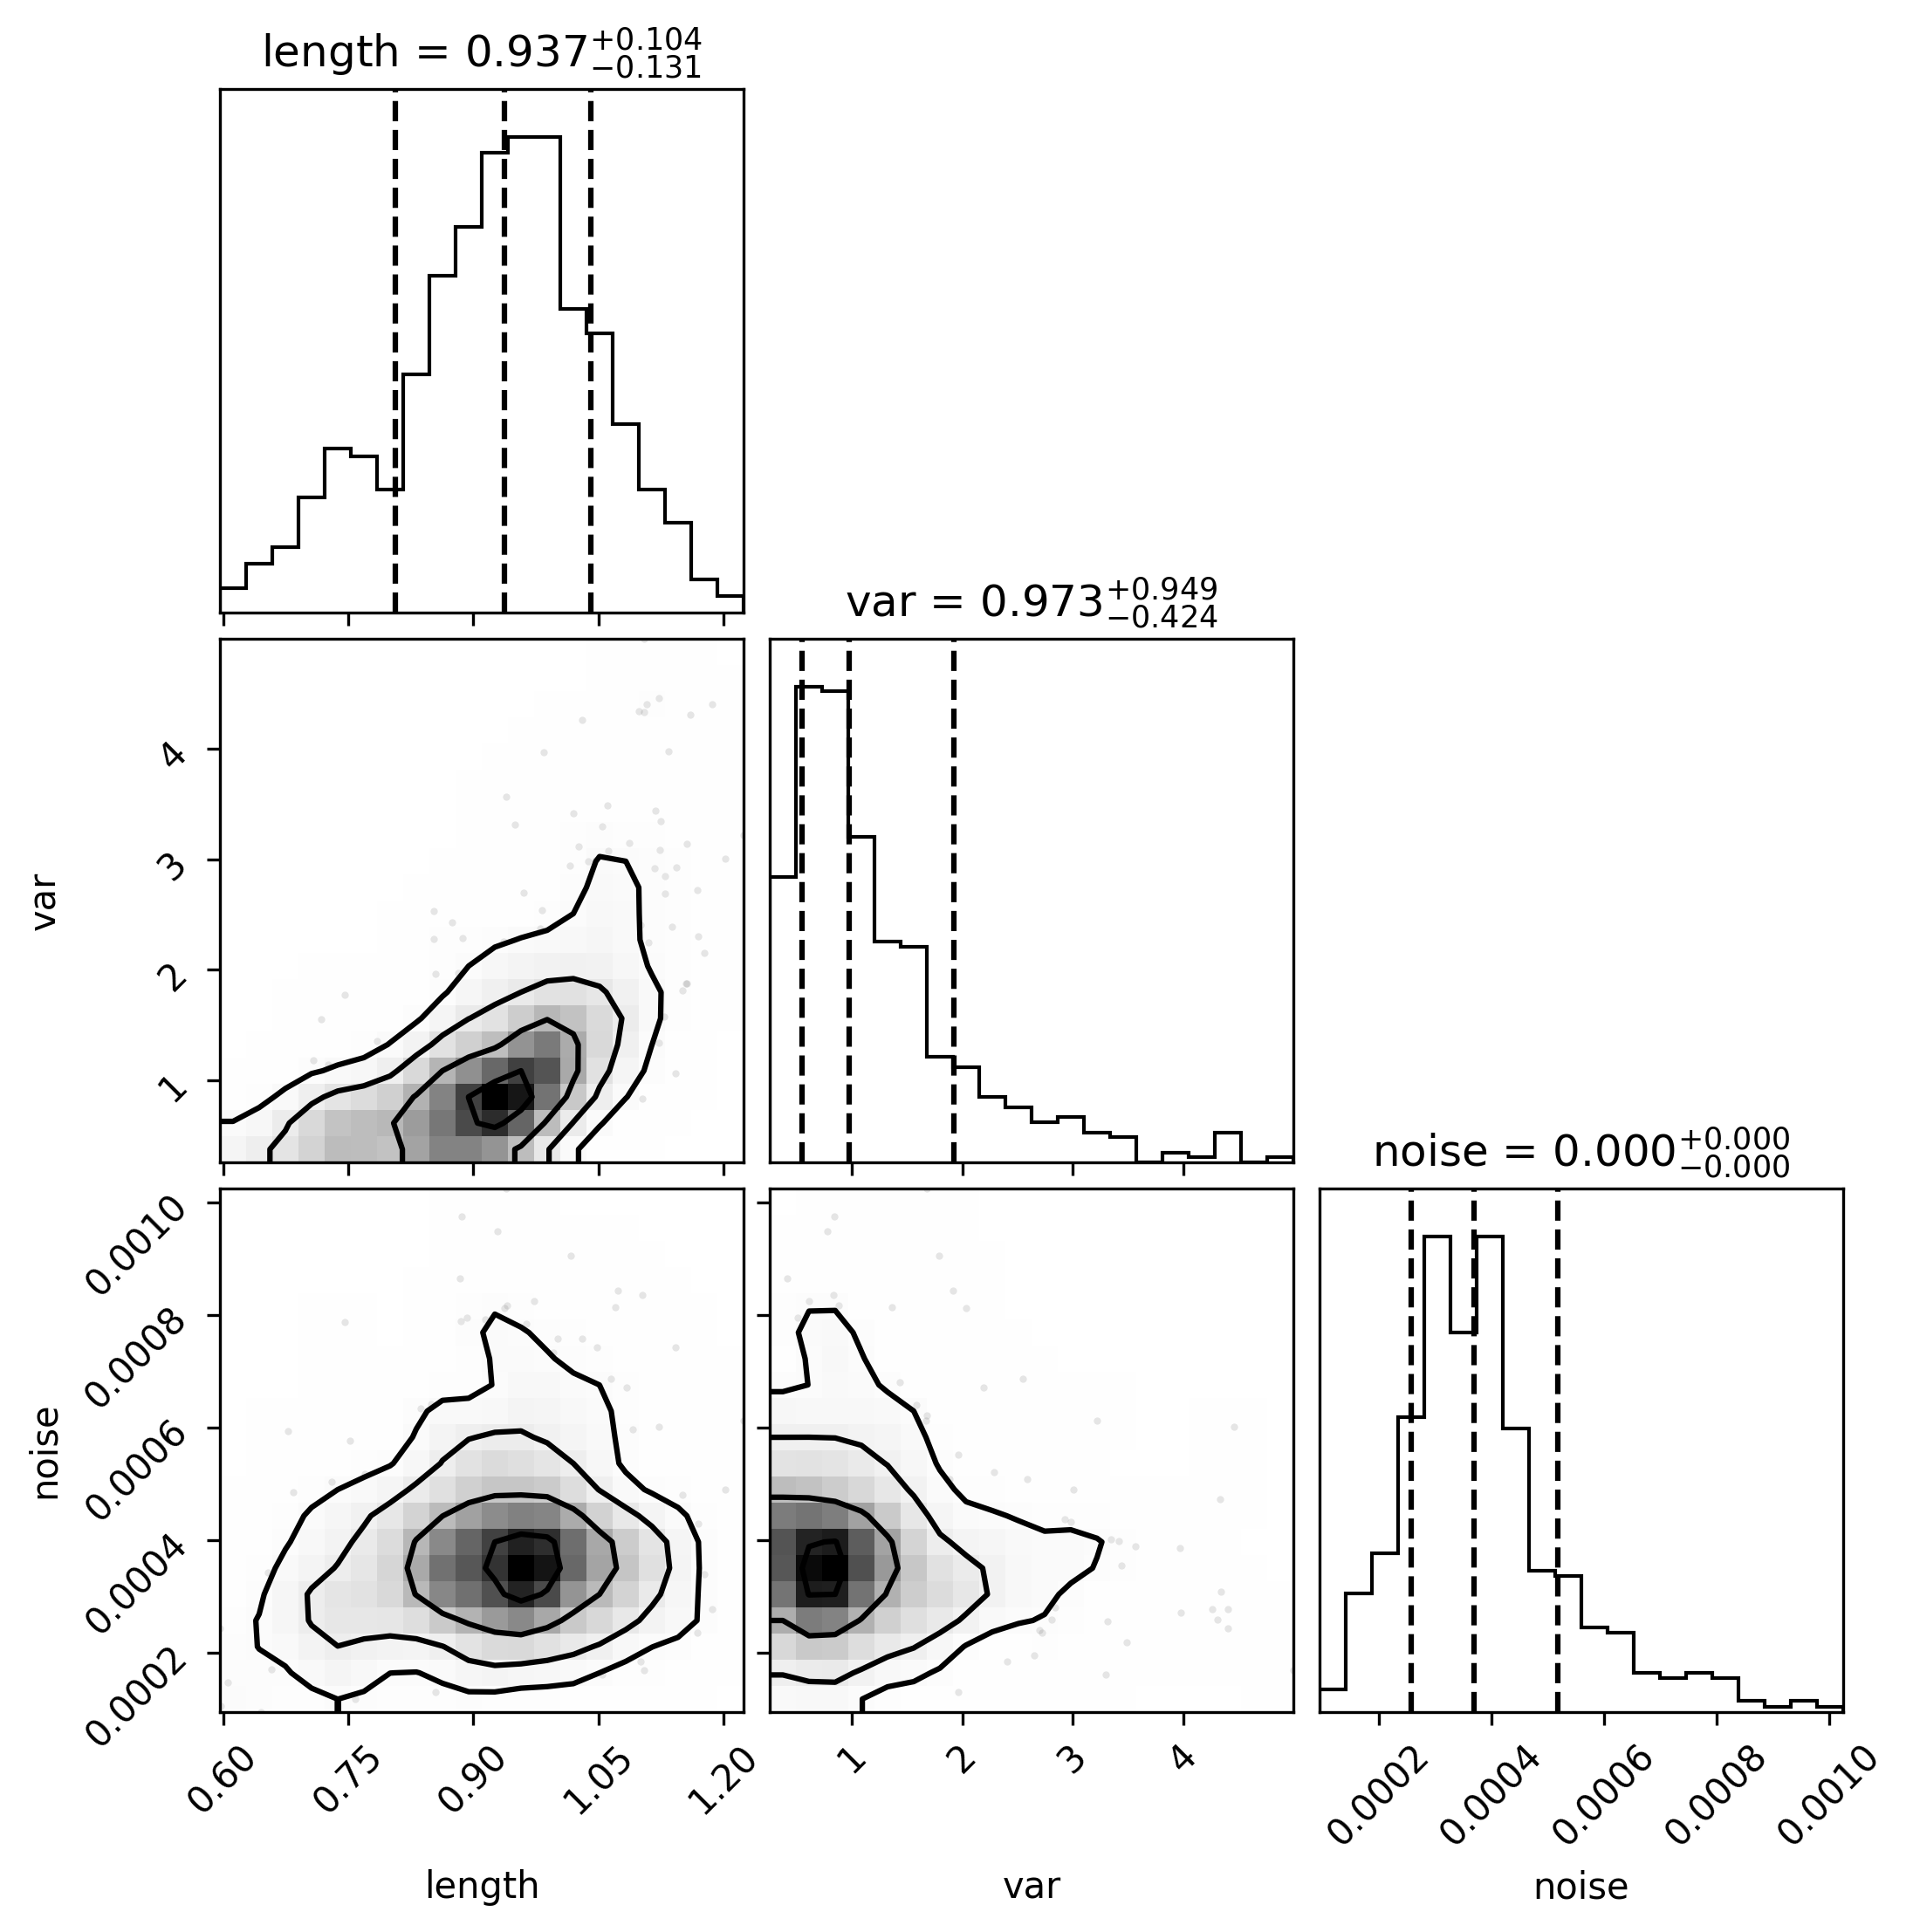 length = 0.937+0.104 −0.131
var = 0.973+0.949 −0.424
4
3
2
1
var
noise = 0.000+0.000 −0.000
0.0010
0.0008
0.0006
0.0004
0.0002
noise
0.60 0.75 0.90 1.05 1.20
1 2 3 4
0.0002 0.0004 0.0006 0.0008 0.0010
length var noise